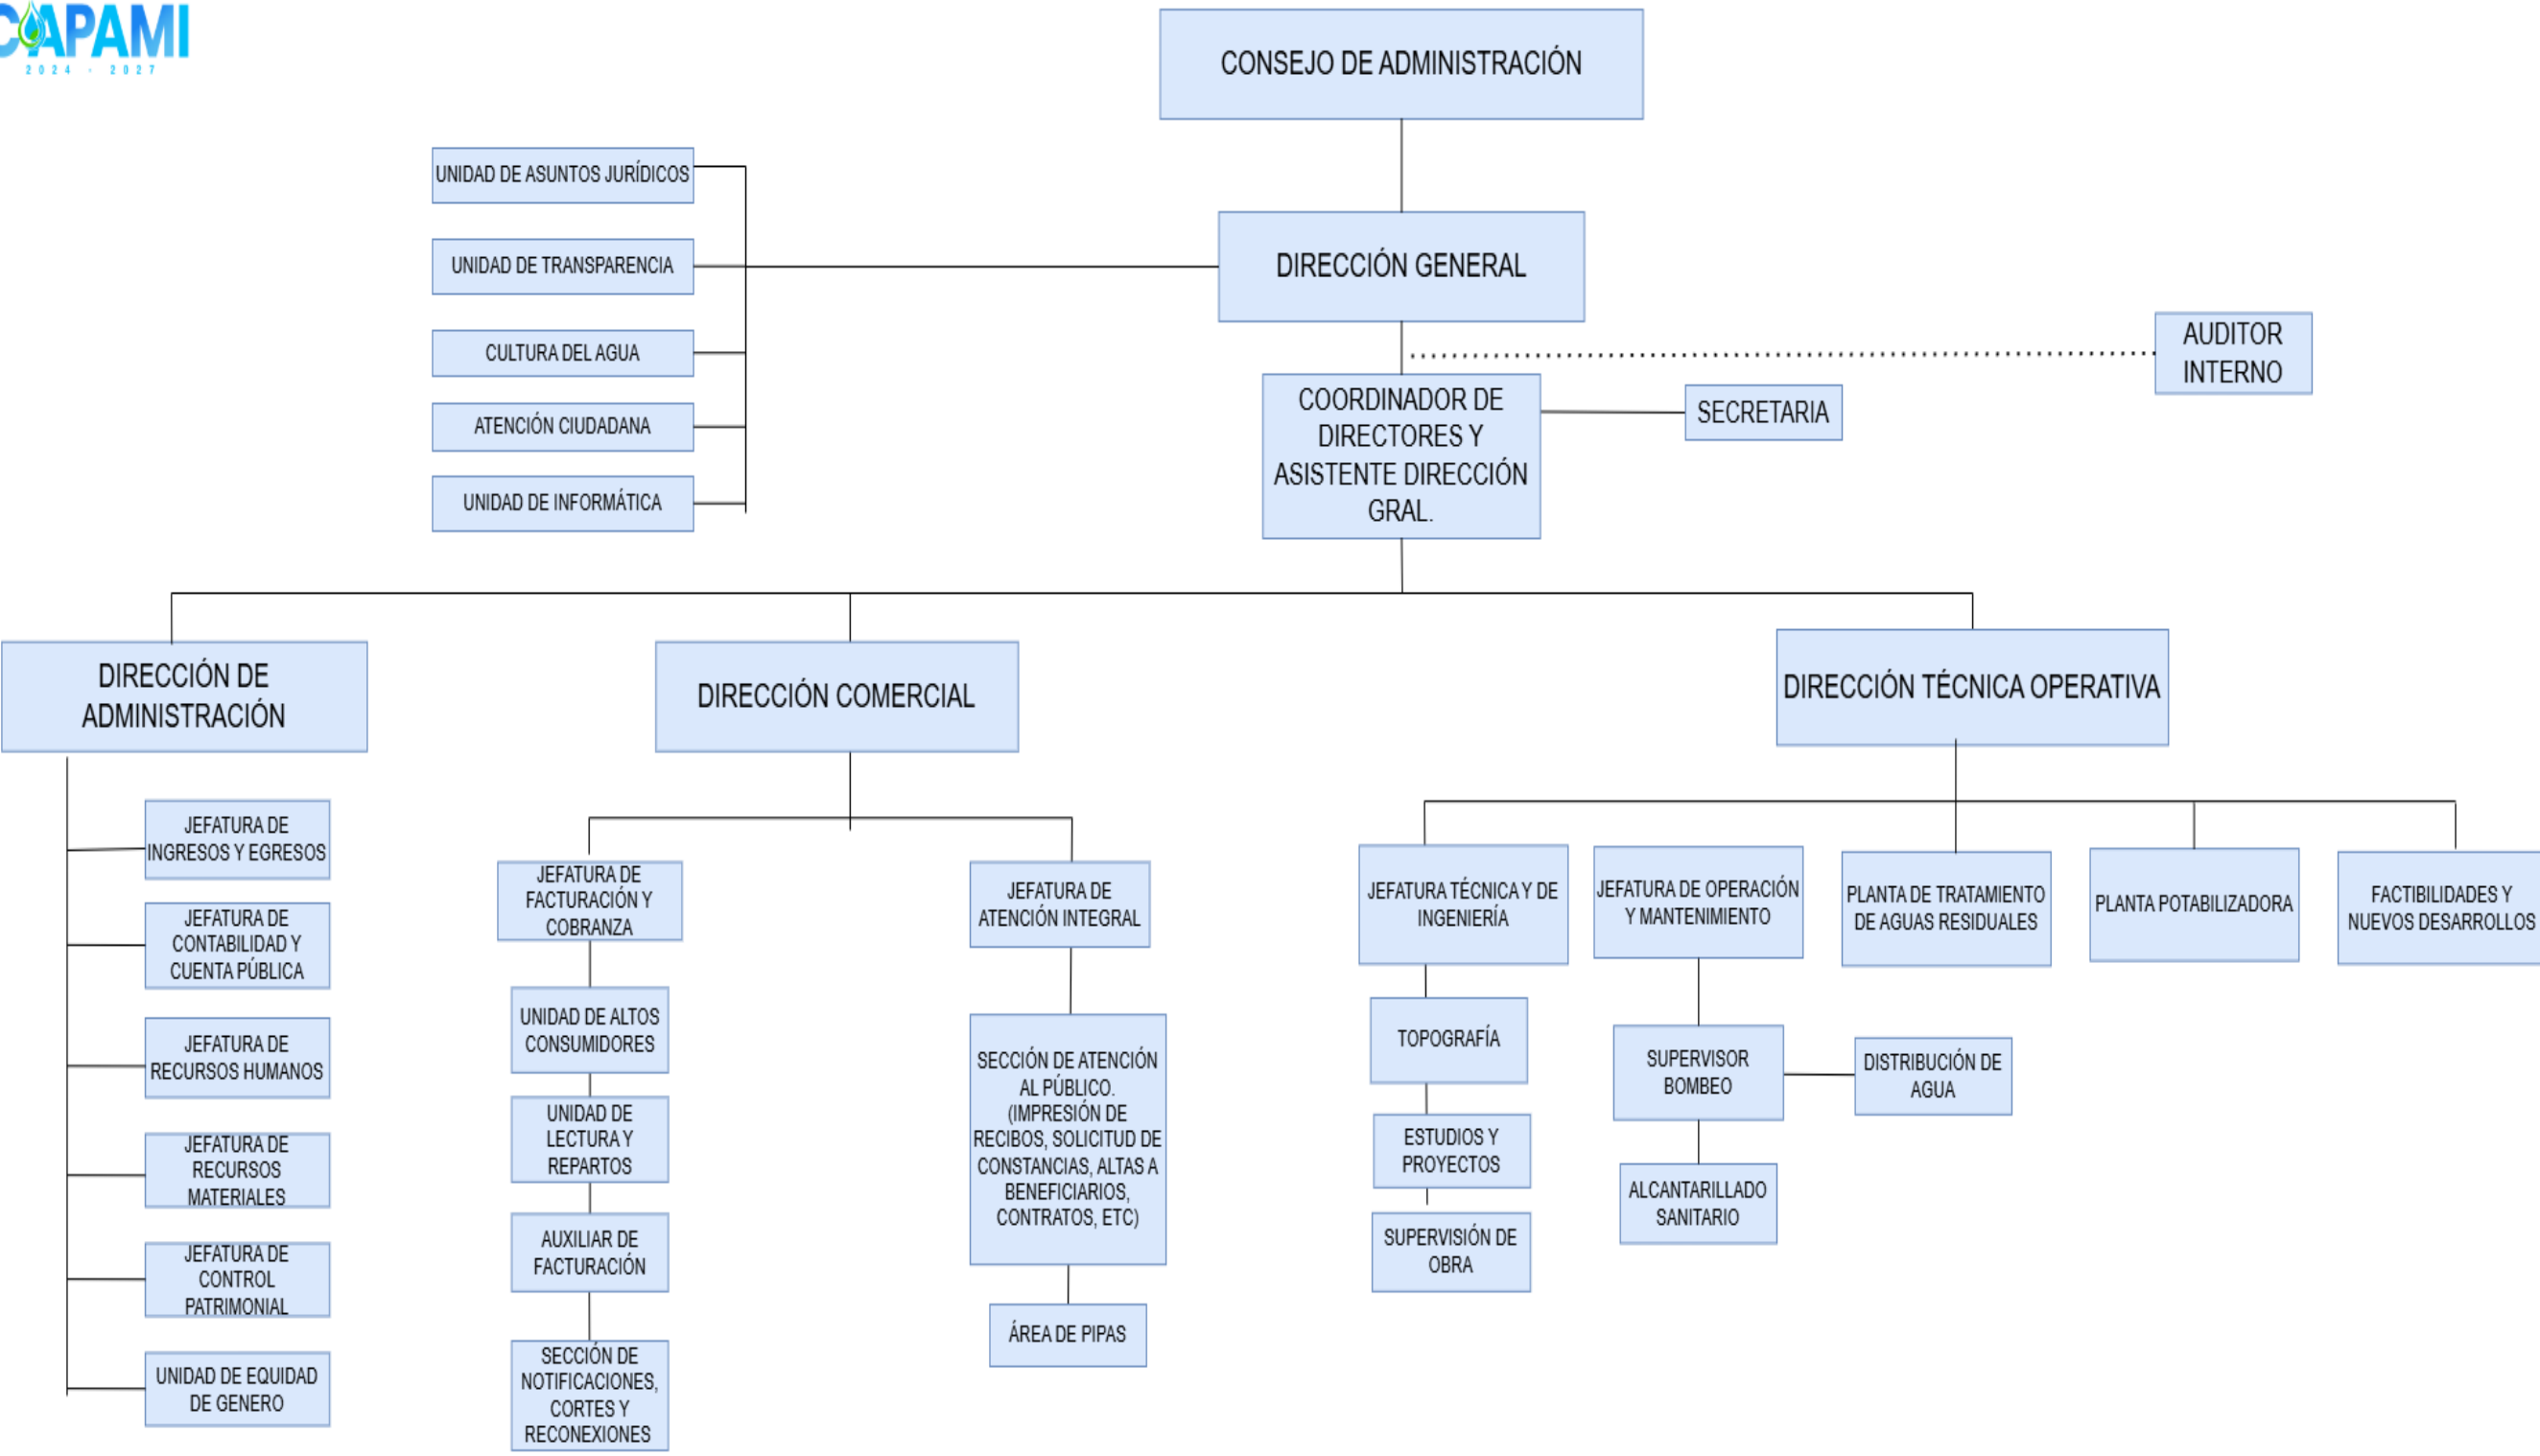 CAPAMI
2024 - 2027
CONSEJO DE ADMINISTRACIÓN
UNIDAD DE ASUNTOS JURÍDICOS
UNIDAD DE TRANSPARENCIA
CULTURA DEL AGUA
ATENCIÓN CIUDADANA
UNIDAD DE INFORMÁTICA
DIRECCIÓN GENERAL
AUDITOR
INTERNO
COORDINADOR DE
DIRECTORES Y
ASISTENTE DIRECCIÓN
GRAL.
SECRETARIA
DIRECCIÓN DE
ADMINISTRACIÓN
JEFATURA DE
INGRESOS Y EGRESOS
JEFATURA DE
CONTABILIDAD Y
CUENTA PÚBLICA
JEFATURA DE
RECURSOS HUMANOS
JEFATURA DE
RECURSOS
MATERIALES
JEFATURA DE
CONTROL
PATRIMONIAL
UNIDAD DE EQUIDAD
DE GENERO
DIRECCIÓN COMERCIAL
JEFATURA DE
FACTURACIÓN Y
COBRANZA
UNIDAD DE ALTOS
CONSUMIDORES
UNIDAD DE
LECTURA Y
REPARTOS
AUXILIAR DE
FACTURACIÓN
SECCIÓN DE
NOTIFICACIONES,
CORTES Y
RECONEXIONES
JEFATURA DE
ATENCIÓN INTEGRAL
SECCIÓN DE ATENCIÓN
AL PÚBLICO.
(IMPRESIÓN DE
RECIBOS, SOLICITUD DE
CONSTANCIAS, ALTAS A
BENEFICIARIOS,
CONTRATOS, ETC)
ÁREA DE PIPAS
DIRECCIÓN TÉCNICA OPERATIVA
JEFATURA TÉCNICA Y DE
INGENIERÍA
TOPOGRAFÍA
ESTUDIOS Y
PROYECTOS
SUPERVISIÓN DE
OBRA
JEFATURA DE OPERACIÓN
Y MANTENIMIENTO
SUPERVISOR
BOMBEO
DISTRIBUCIÓN DE
AGUA
ALCANTARILLADO
SANITARIO
PLANTA DE TRATAMIENTO
DE AGUAS RESIDUALES
PLANTA POTABILIZADORA
FACTIBILIDADES Y
NUEVOS DESARROLLOS